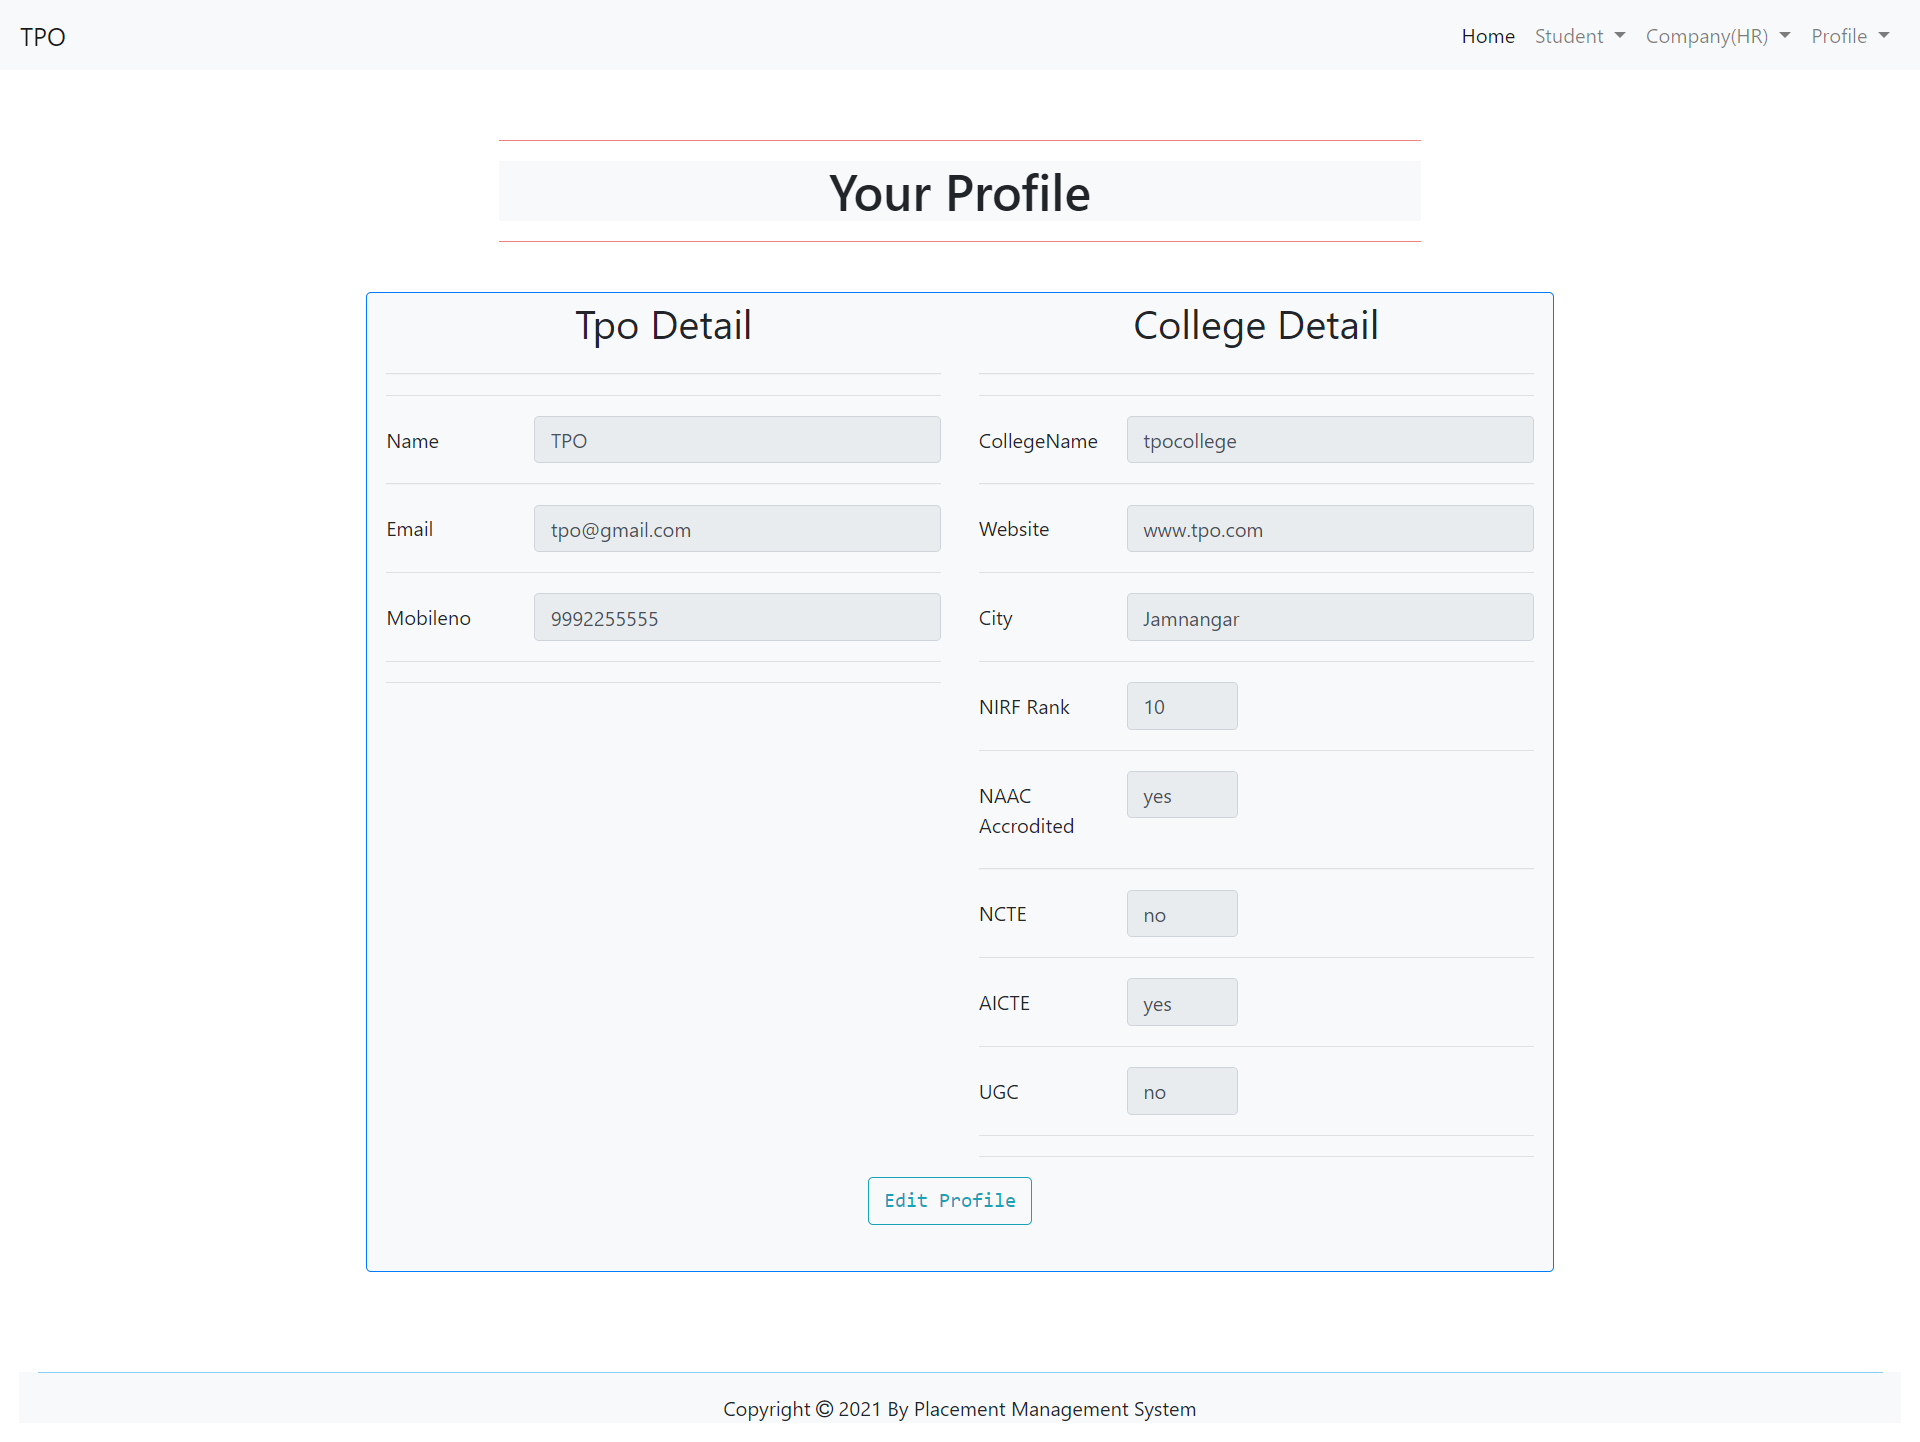 TPO
Home Student Company(HR) Profile
Your Profile
Tpo Detail
Name TPO
Email tpo@gmail.com
Mobileno 9992255555
College Detail
CollegeName tpocollege
Website www.tpo.com
City Jamnangar
NIRF Rank 10
NAAC yes
Accrodited
NCTE no
AICTE yes
UGC no
Edit Profile
Copyright © 2021 By Placement Management System